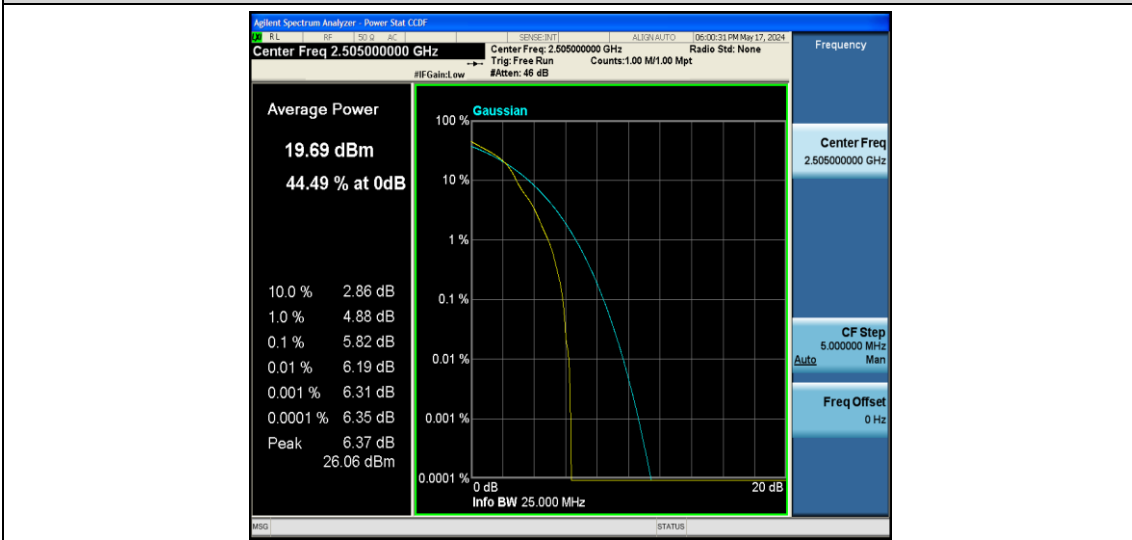 Agilent Spectrum Analyzer - Power Stat CCDF
LXI RL RF 50 Ω AC SENSE:INT ALIGNAUTO 06:00:31 PM May 17, 2024
Center Freq 2.505000000 GHz
Center Freq: 2.505000000 GHz Radio Std: None
Trig: Free Run Counts:1.00 M/1.00 Mpt
#IFGain:Low #Atten: 46 dB
Frequency
Average Power
19.69 dBm
44.49 % at 0dB
10.0 % 2.86 dB
1.0 % 4.88 dB
0.1 % 5.82 dB
0.01 % 6.19 dB
0.001 % 6.31 dB
0.0001 % 6.35 dB
Peak 6.37 dB
26.06 dBm
Gaussian
100 %
10 %
1 %
0.1 %
0.01 %
0.001 %
0.0001 %
0 dB 20 dB
Info BW 25.000 MHz
Center Freq
2.505000000 GHz
CF Step
5.000000 MHz
Auto Man
Freq Offset
0 Hz
MSG STATUS